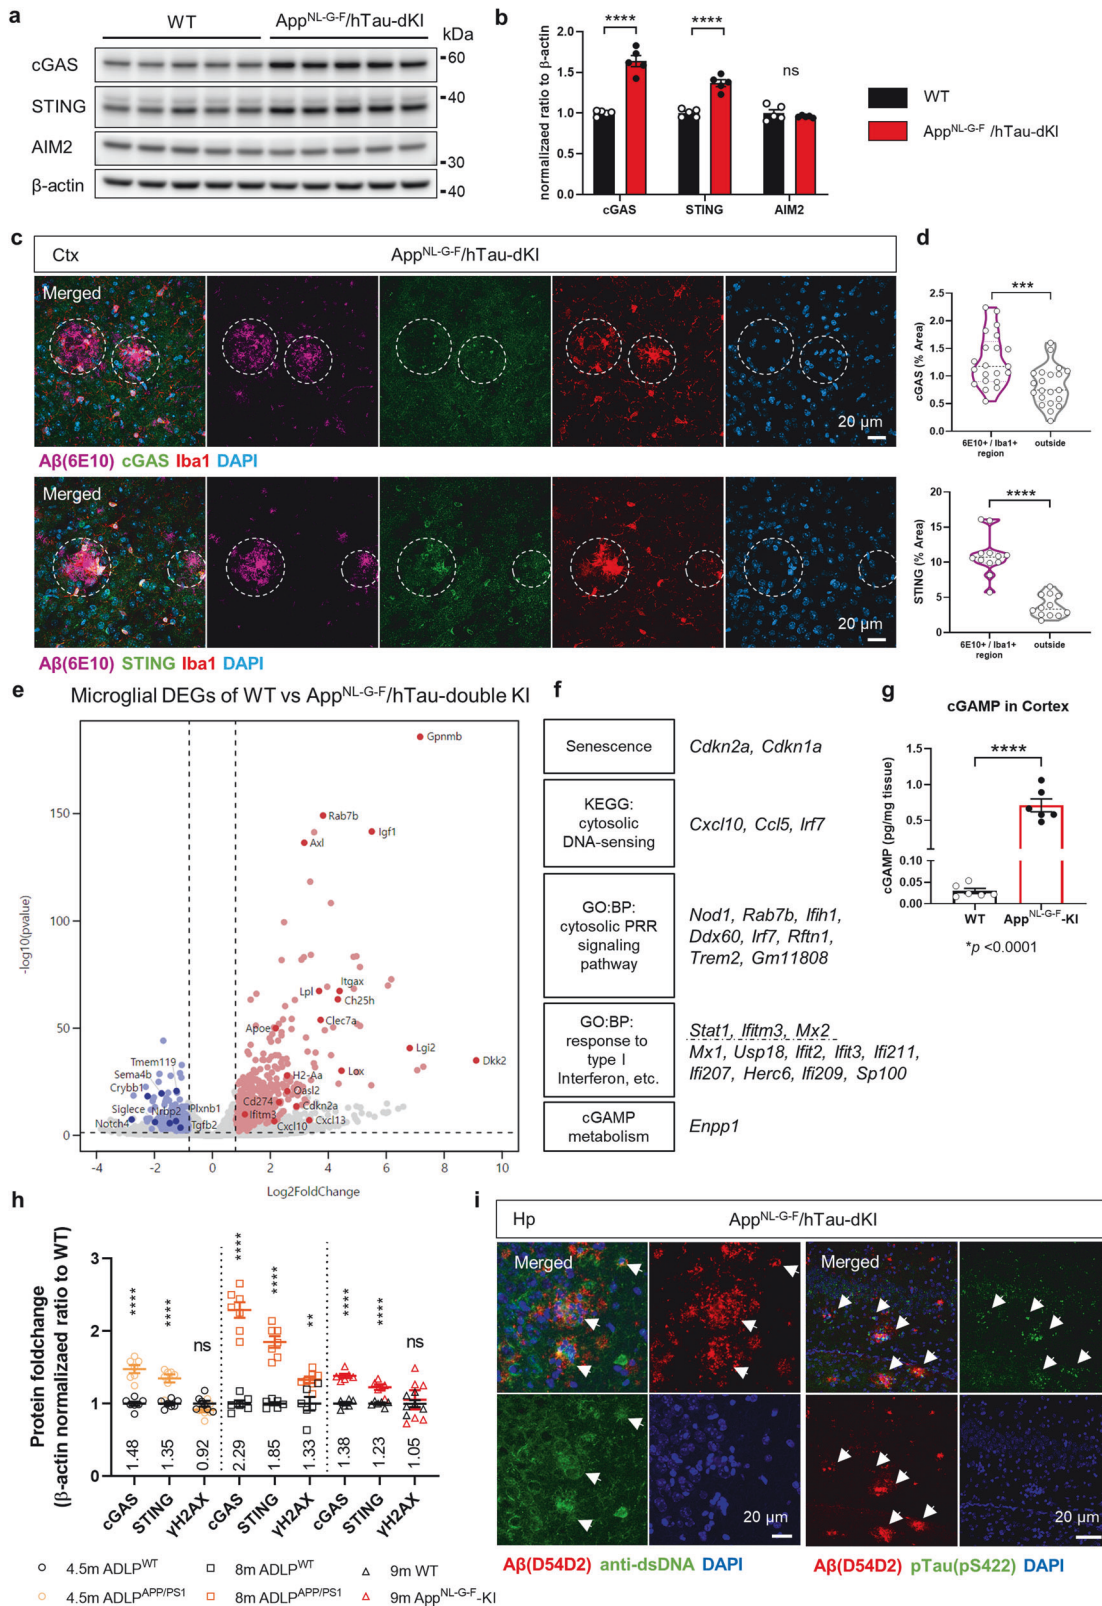 a
WT
App^NL-G-F/hTau-dKI
kDa
cGAS
60
STING
40
AIM2
30
β-actin
40
b
normalizaed ratio to β-actin
2.0
1.5
1.0
0.5
0.0
****
****
ns
cGAS
STING
AIM2
WT
App^NL-G-F /hTau-dKI
c
Ctx
App^NL-G-F/hTau-dKI
Merged
20 μm
Aβ(6E10) cGAS Iba1 DAPI
Merged
20 μm
Aβ(6E10) STING Iba1 DAPI
d
cGAS (% Area)
2.5
2.0
1.5
1.0
0.5
0.0
***
6E10+ / Iba1+
region
outside
STING (% Area)
20
15
10
5
0
****
6E10+ / Iba1+
region
outside
e
Microglial DEGs of WT vs App^NL-G-F/hTau-double KI
-log10(pvalue)
150
100
50
0
Gpnmb
Rab7b
Igf1
Axl
Itgax
Lpl
Ch25h
Clec7a
Apoe
Lgi2
Dkk2
Tmem119
Lox
Sema4b
H2-Aa
Crybb1
Oasl2
Cd274
Cdkn2a
Siglece
Nrbp2
Plxnb1
Ifitm3
Notch4
Tgfb2
Cxcl10
Cxcl13
-4
-2
0
2
4
6
8
10
Log2FoldChange
f
Senescence
Cdkn2a, Cdkn1a
KEGG:
cytosolic
DNA-sensing
Cxcl10, Ccl5, Irf7
GO:BP:
cytosolic PRR
signaling
pathway
Nod1, Rab7b, Ifih1,
Ddx60, Irf7, Rftn1,
Trem2, Gm11808
GO:BP:
response to
type I
Interferon, etc.
Stat1, Ifitm3, Mx2
Mx1, Usp18, Ifit2, Ifit3, Ifi211,
Ifi207, Herc6, Ifi209, Sp100
cGAMP
metabolism
Enpp1
g
cGAMP in Cortex
cGAMP (pg/mg tissue)
1.5
1.0
0.5
0.10
0.05
0.00
****
WT
App^NL-G-F-KI
*p <0.0001
h
Protein foldchange
(β-actin normalizaed ratio to WT)
3
2
1
0
****
****
ns
****
****
**
****
****
ns
1.48
1.35
0.92
2.29
1.85
1.33
1.38
1.23
1.05
cGAS
STING
γH2AX
cGAS
STING
γH2AX
cGAS
STING
γH2AX
4.5m ADLP^WT
8m ADLP^WT
9m WT
4.5m ADLP^APP/PS1
8m ADLP^APP/PS1
9m App^NL-G-F-KI
i
Hp
App^NL-G-F/hTau-dKI
Merged
Merged
20 μm
20 μm
Aβ(D54D2) anti-dsDNA DAPI
Aβ(D54D2) pTau(pS422) DAPI